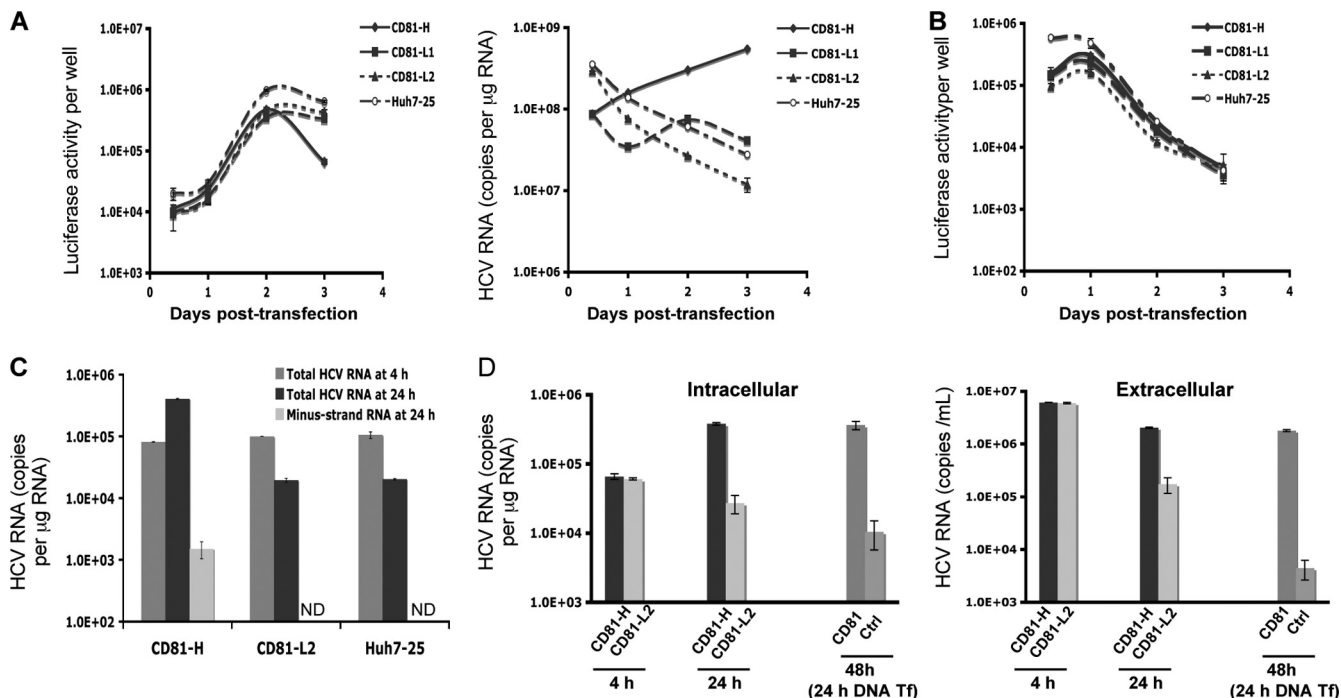 A
Luciferase activity per well
1.0E+07
1.0E+06
1.0E+05
1.0E+04
1.0E+03
0 1 2 3 4
Days post-transfection
CD81-H
CD81-L1
CD81-L2
Huh7-25
HCV RNA (copies per µg RNA)
1.0E+09
1.0E+08
1.0E+07
1.0E+06
0 1 2 3 4
Days post-transfection
CD81-H
CD81-L1
CD81-L2
Huh7-25
B
Luciferase activityper well
1.0E+06
1.0E+05
1.0E+04
1.0E+03
1.0E+02
0 1 2 3 4
Days post-transfection
CD81-H
CD81-L1
CD81-L2
Huh7-25
C
HCV RNA (copies
per µg RNA)
1.0E+06
1.0E+05
1.0E+04
1.0E+03
1.0E+02
Total HCV RNA at 4 h
Total HCV RNA at 24 h
Minus-strand RNA at 24 h
ND
ND
CD81-H CD81-L2 Huh7-25
D
Intracellular
HCV RNA (copies
per µg RNA)
1.0E+06
1.0E+05
1.0E+04
1.0E+03
CD81-H
CD81-L2
CD81-H
CD81-L2
CD81
Ctrl
4 h 24 h 48h
(24 h DNA Tf)
Extracellular
HCV RNA (copies /mL)
1.0E+07
1.0E+06
1.0E+05
1.0E+04
1.0E+03
CD81-H
CD81-L2
CD81-H
CD81-L2
CD81
Ctrl
4 h 24 h 48h
(24 h DNA Tf)